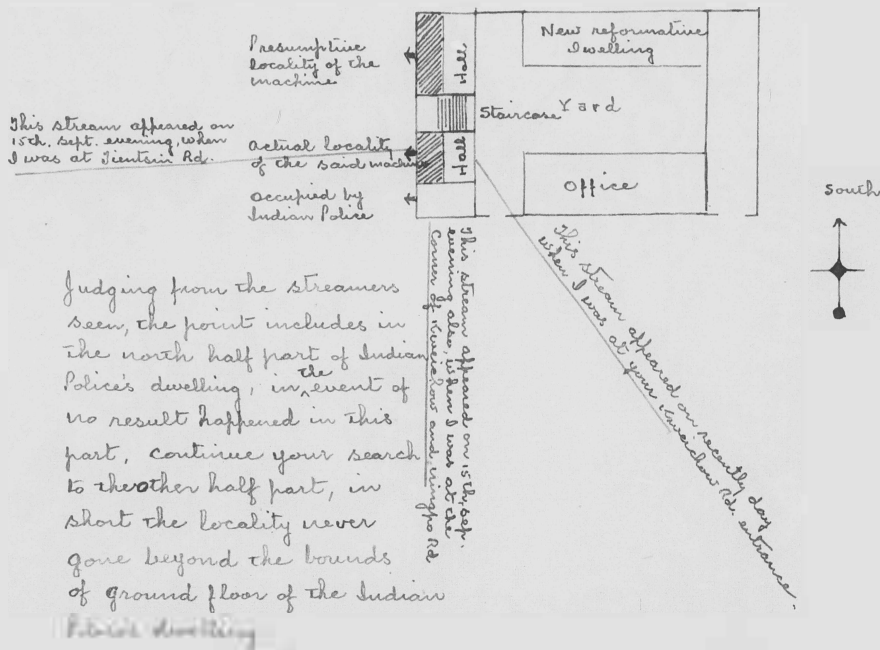 Presumptive
locality of the
machine
Hall
New reformative
Dwelling
Staircase
Yard
This stream appeared on
15th. Sept. evening, when
I was at Tientsin Rd.
actual locality
of the said machine
Hall
Occupied by
Indian Police
Office
South
This stream appeared on 15th, Sep.
evening also, when I was at the
corner of Kweichow and ningpo Rd
This stream appeared on recently day
when I was at your Kweichow Rd. entrance.
Judging from the streamers
seen, the point includes in
the north half part of Indian
Police's dwelling, in the event of
no result happened in this
part, continue your search
to the other half part, in
short the locality never
gone beyond the bounds
of ground floor of the Indian